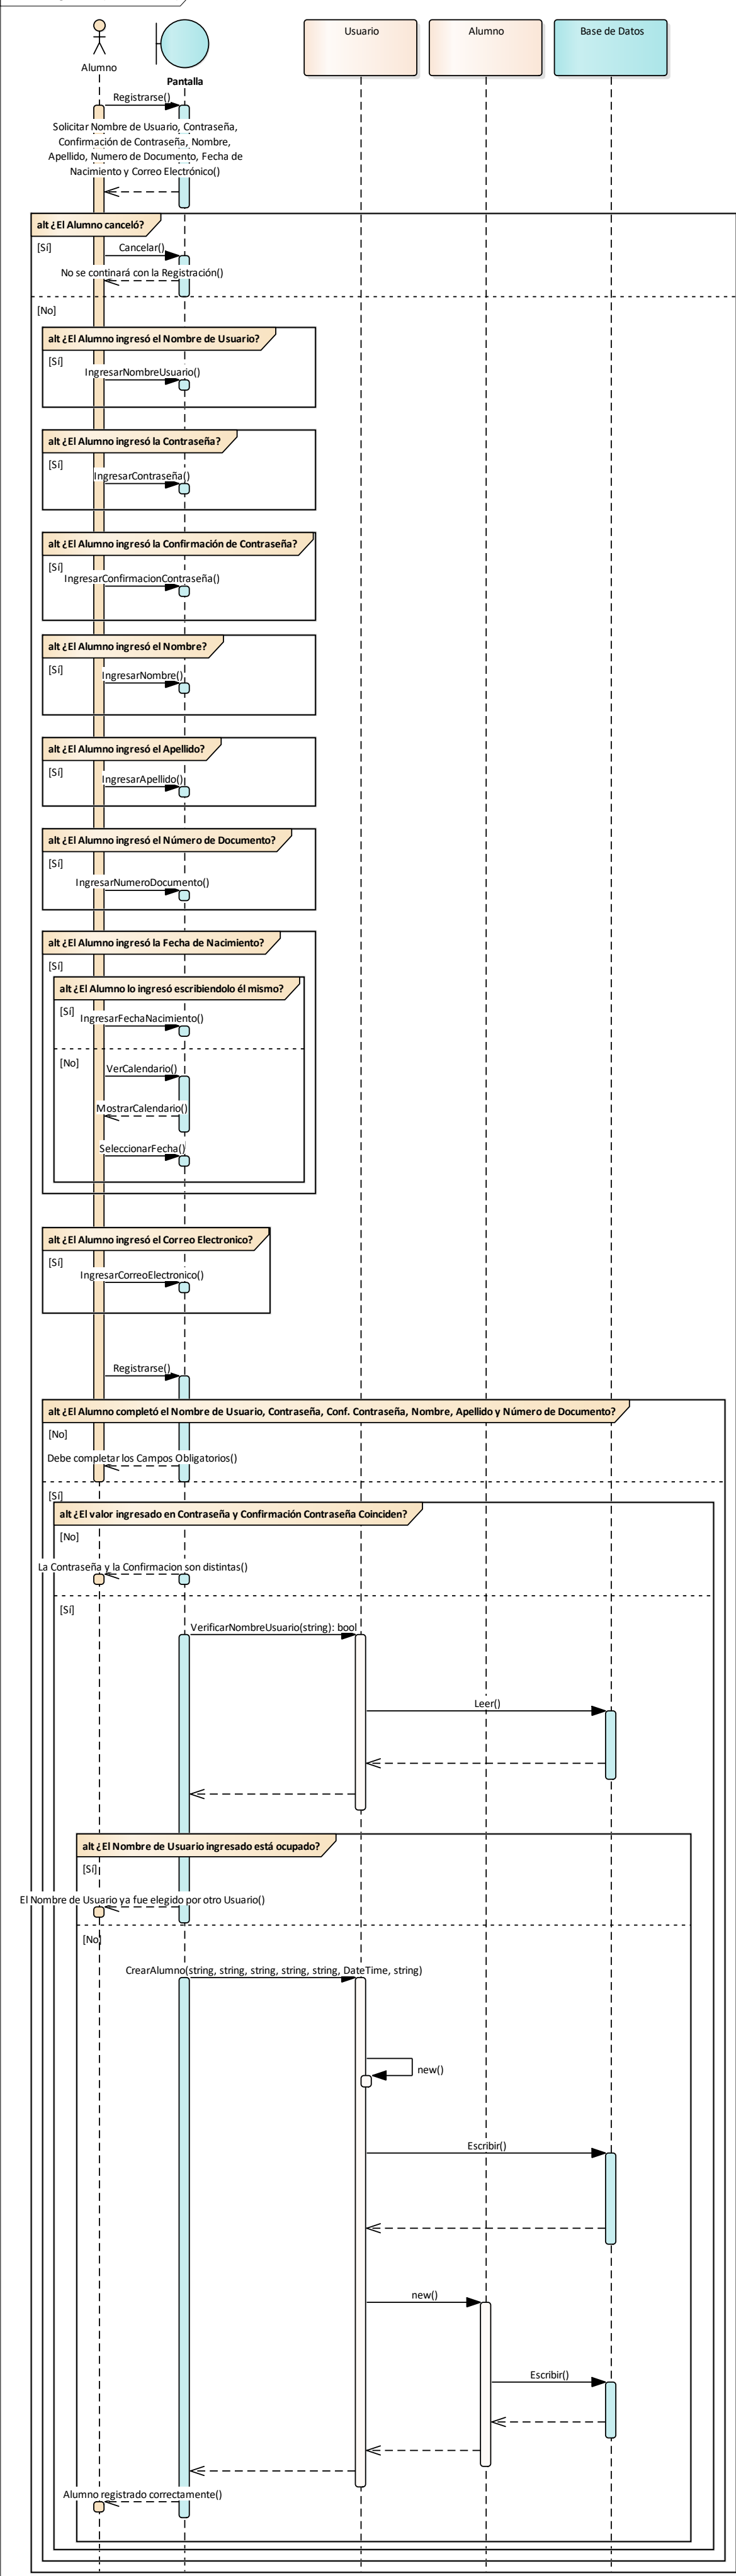 Usuario
Alumno
Base de Datos
Alumno
Pantalla
Registrarse()
Solicitar Nombre de Usuario, Contraseña,
Confirmación de Contraseña, Nombre,
Apellido, Numero de Documento, Fecha de
Nacimiento y Correo Electrónico()
alt ¿El Alumno canceló?
[Sí]
Cancelar()
No se continará con la Registración()
[No]
alt ¿El Alumno ingresó el Nombre de Usuario?
[Sí]
IngresarNombreUsuario()
alt ¿El Alumno ingresó la Contraseña?
[Sí]
IngresarContraseña()
alt ¿El Alumno ingresó la Confirmación de Contraseña?
[Sí]
IngresarConfirmacionContraseña()
alt ¿El Alumno ingresó el Nombre?
[Sí]
IngresarNombre()
alt ¿El Alumno ingresó el Apellido?
[Sí]
IngresarApellido()
alt ¿El Alumno ingresó el Número de Documento?
[Sí]
IngresarNumeroDocumento()
alt ¿El Alumno ingresó la Fecha de Nacimiento?
[Sí]
alt ¿El Alumno lo ingresó escribiendolo él mismo?
[Sí]
IngresarFechaNacimiento()
[No]
VerCalendario()
MostrarCalendario()
SeleccionarFecha()
alt ¿El Alumno ingresó el Correo Electronico?
[Sí]
IngresarCorreoElectronico()
Registrarse()
alt ¿El Alumno completó el Nombre de Usuario, Contraseña, Conf. Contraseña, Nombre, Apellido y Número de Documento?
[No]
Debe completar los Campos Obligatorios()
[Sí]
alt ¿El valor ingresado en Contraseña y Confirmación Contraseña Coinciden?
[No]
La Contraseña y la Confirmacion son distintas()
[Sí]
VerificarNombreUsuario(string): bool
Leer()
alt ¿El Nombre de Usuario ingresado está ocupado?
[Sí]
El Nombre de Usuario ya fue elegido por otro Usuario()
[No]
CrearAlumno(string, string, string, string, string, DateTime, string)
new()
Escribir()
new()
Escribir()
Alumno registrado correctamente()